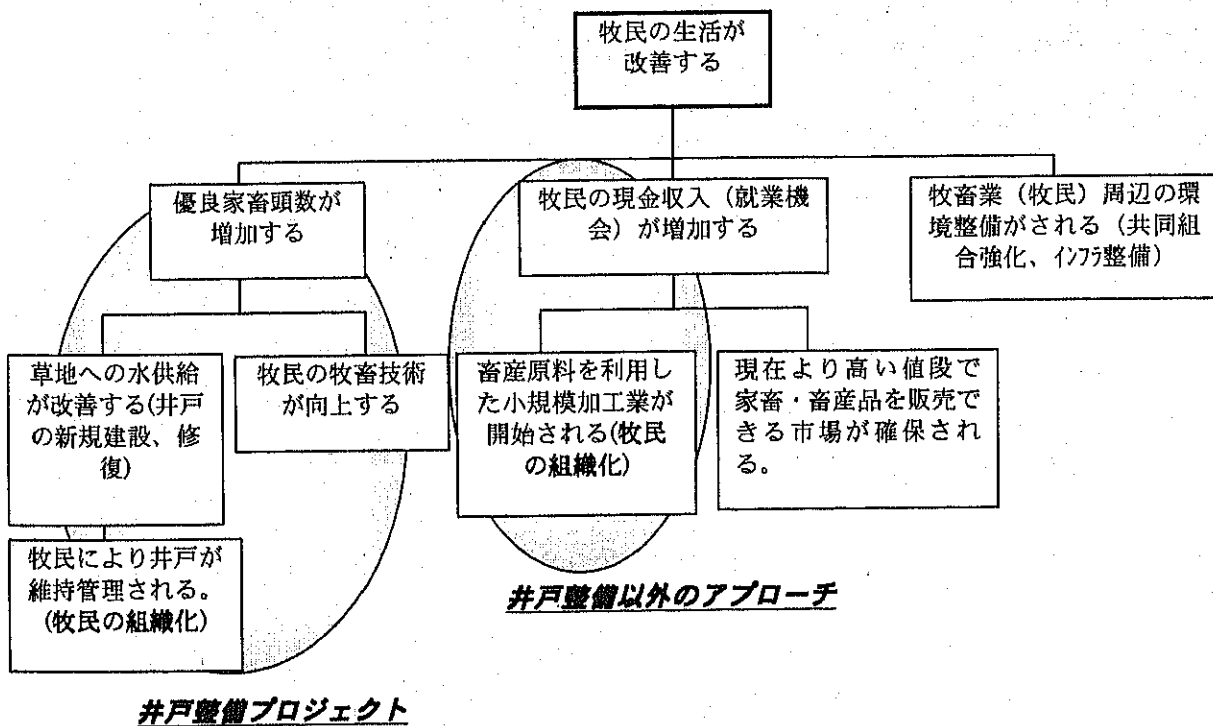 牧民の生活が
改善する
優良家畜頭数が
増加する
牧民の現金収入（就業機
会）が増加する
牧畜業（牧民）周辺の環
境整備がされる（共同組
合強化、ｲﾝﾌﾗ整備）
草地への水供給
が改善する(井戸
の新規建設、修
復)
牧民の牧畜技術
が向上する
畜産原料を利用し
た小規模加工業が
開始される(牧民
の組織化)
現在より高い値段で
家畜・畜産品を販売で
きる市場が確保され
る。
牧民により井戸が
維持管理される。
(牧民の組織化)
井戸整備以外のアプローチ
井戸整備プロジェクト